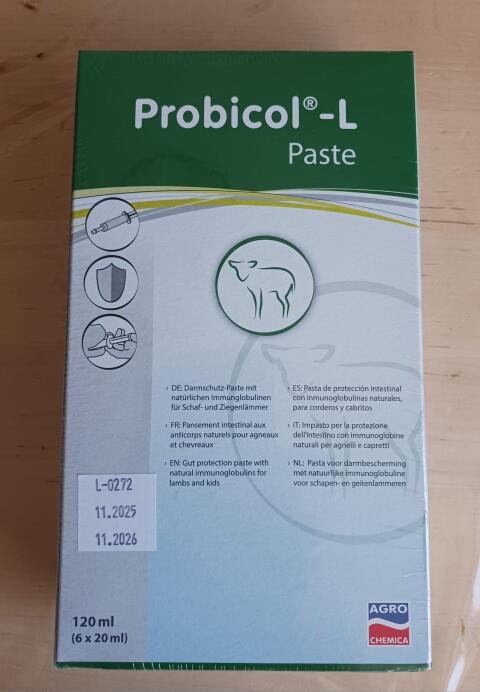 Probicol®-L
Paste
› DE: Darmschutz-Paste mit
natürlichen Immunglobulinen
für Schaf- und Ziegenlämmer
› FR: Pansement intestinal aux
anticorps naturels pour agneaux
et chevreaux
› EN: Gut protection paste with
natural immunoglobulins for
lambs and kids
› ES: Pasta de protección intestinal
con inmunoglobulinas naturales,
para corderos y cabritos
› IT: Impasto per la protezione
dell'intestino con immunoglobine
naturali per agnelli e capretti
› NL: Pasta voor darmbescherming
met natuurlijke immunoglobuline
voor schapen- en geitenlammeren
L-0272
11.2025
11.2026
120 ml
(6 x 20 ml)
AGRO
CHEMICA